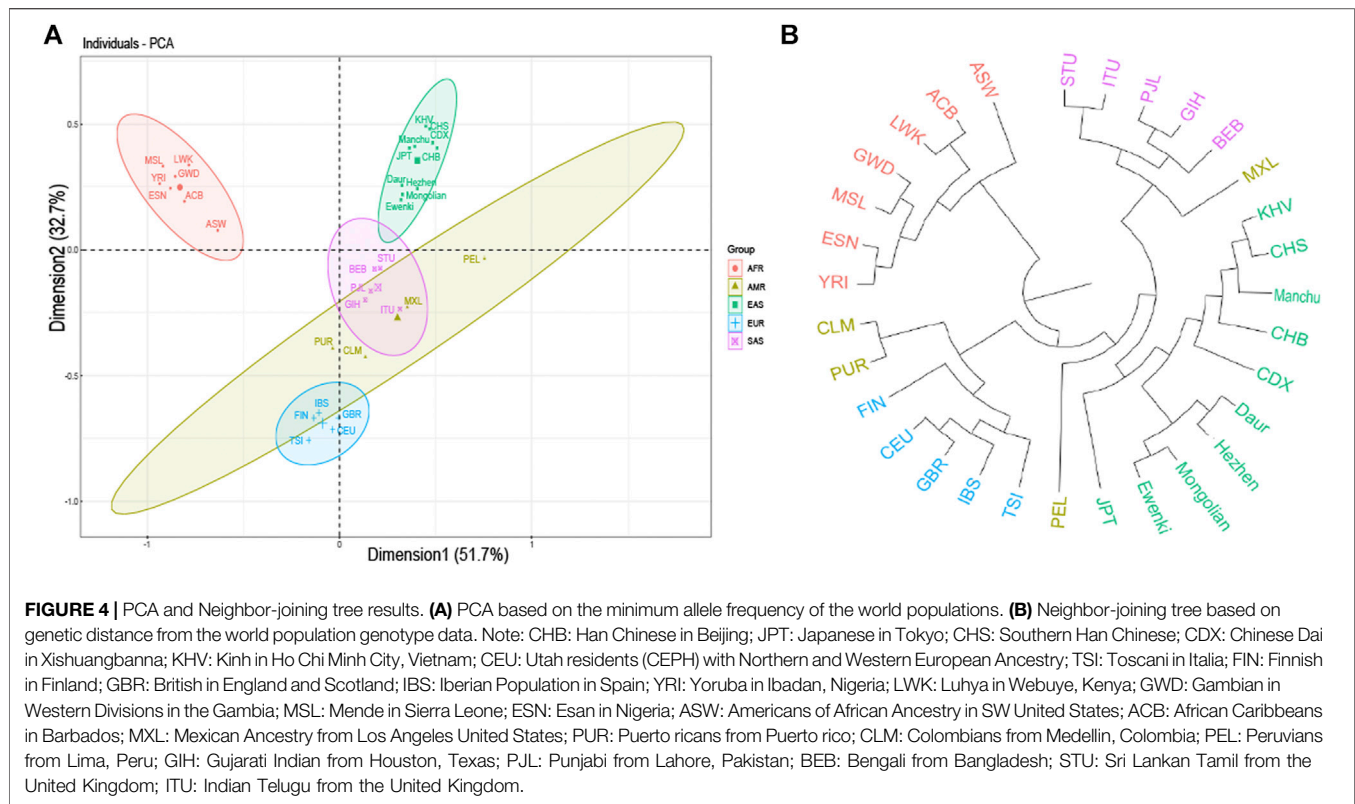 A
B
Individuals - PCA
0.5
0.0
-0.5
-1.0
-1
0
1
Dimension2 (32.7%)
Dimension1 (51.7%)
MSL
LWK
YRI
GWD
ESN
ACB
ASW
KHV
CHS
CDX
Manchu
JPT
CHB
Daur
Hezhen
Mongolian
Ewenki
STU
BEB
PJL
GIH
ITU
MXL
PEL
PUR
CLM
IBS
FIN
GBR
TSI
CEU
Group
AFR
AMR
EAS
EUR
SAS
STU
ITU
PJL
GIH
BEB
MXL
KHV
CHS
Manchu
CHB
CDX
Daur
Hezhen
Mongolian
Ewenki
JPT
PEL
TSI
IBS
GBR
CEU
FIN
PUR
CLM
YRI
ESN
MSL
GWD
LWK
ACB
ASW
FIGURE 4 | PCA and Neighbor-joining tree results. (A) PCA based on the minimum allele frequency of the world populations. (B) Neighbor-joining tree based on
genetic distance from the world population genotype data. Note: CHB: Han Chinese in Beijing; JPT: Japanese in Tokyo; CHS: Southern Han Chinese; CDX: Chinese Dai
in Xishuangbanna; KHV: Kinh in Ho Chi Minh City, Vietnam; CEU: Utah residents (CEPH) with Northern and Western European Ancestry; TSI: Toscani in Italia; FIN: Finnish
in Finland; GBR: British in England and Scotland; IBS: Iberian Population in Spain; YRI: Yoruba in Ibadan, Nigeria; LWK: Luhya in Webuye, Kenya; GWD: Gambian in
Western Divisions in the Gambia; MSL: Mende in Sierra Leone; ESN: Esan in Nigeria; ASW: Americans of African Ancestry in SW United States; ACB: African Caribbeans
in Barbados; MXL: Mexican Ancestry from Los Angeles United States; PUR: Puerto ricans from Puerto rico; CLM: Colombians from Medellin, Colombia; PEL: Peruvians
from Lima, Peru; GIH: Gujarati Indian from Houston, Texas; PJL: Punjabi from Lahore, Pakistan; BEB: Bengali from Bangladesh; STU: Sri Lankan Tamil from the
United Kingdom; ITU: Indian Telugu from the United Kingdom.